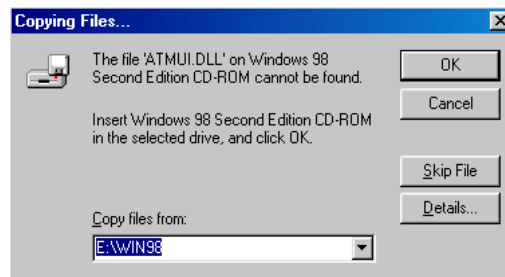 Copying Files...
The file 'ATMUI.DLL' on Windows 98
Second Edition CD-ROM cannot be found.
Insert Windows 98 Second Edition CD-ROM
in the selected drive, and click OK.
Copy files from:
E:\WIN98
OK
Cancel
Skip File
Details...